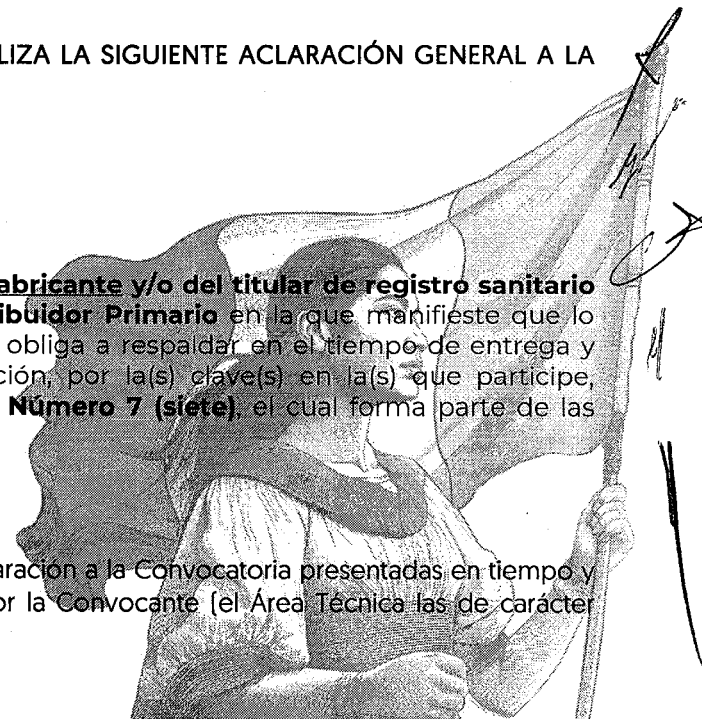 LIZA LA SIGUIENTE ACLARACIÓN GENERAL A LA
abricante y/o del titular de registro sanitario
ribuidor Primario en la que manifieste que lo
obliga a respaldar en el tiempo de entrega y
ción, por la(s) clave(s) en la(s) que participe,
Número 7 (siete), el cual forma parte de las
aración a la Convocatoria presentadas en tiempo y
or la Convocante (el Área Técnica las de carácter